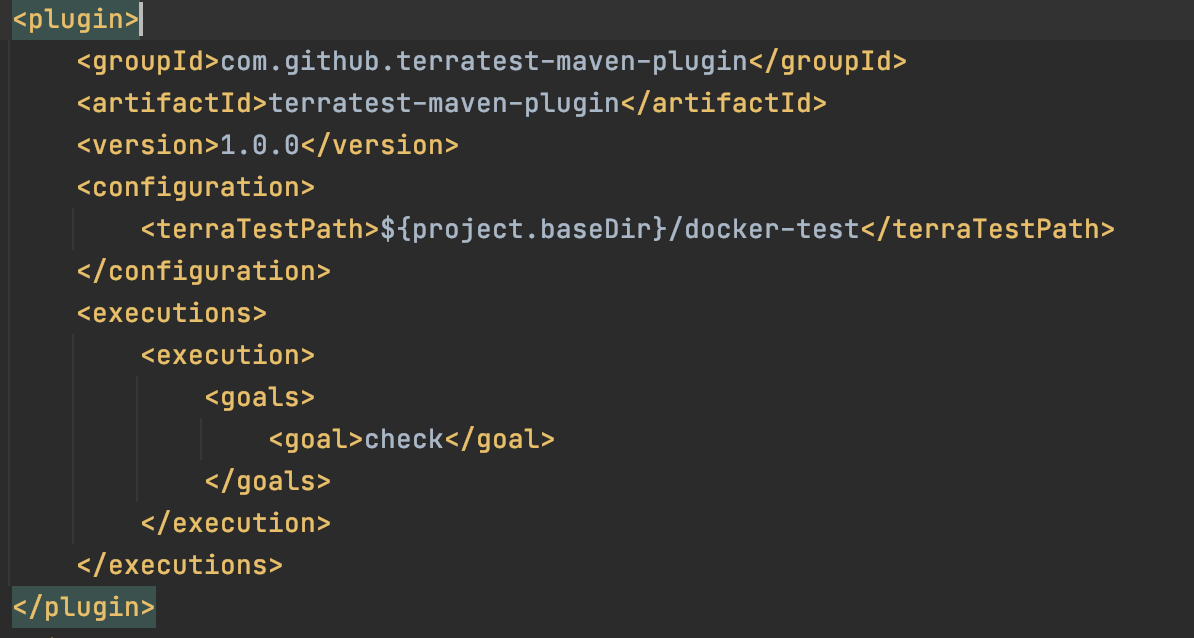 <plugin>
    <groupId>com.github.terratest-maven-plugin</groupId>
    <artifactId>terratest-maven-plugin</artifactId>
    <version>1.0.0</version>
    <configuration>
        <terraTestPath>${project.baseDir}/docker-test</terraTestPath>
    </configuration>
    <executions>
        <execution>
            <goals>
                <goal>check</goal>
            </goals>
        </execution>
    </executions>
</plugin>